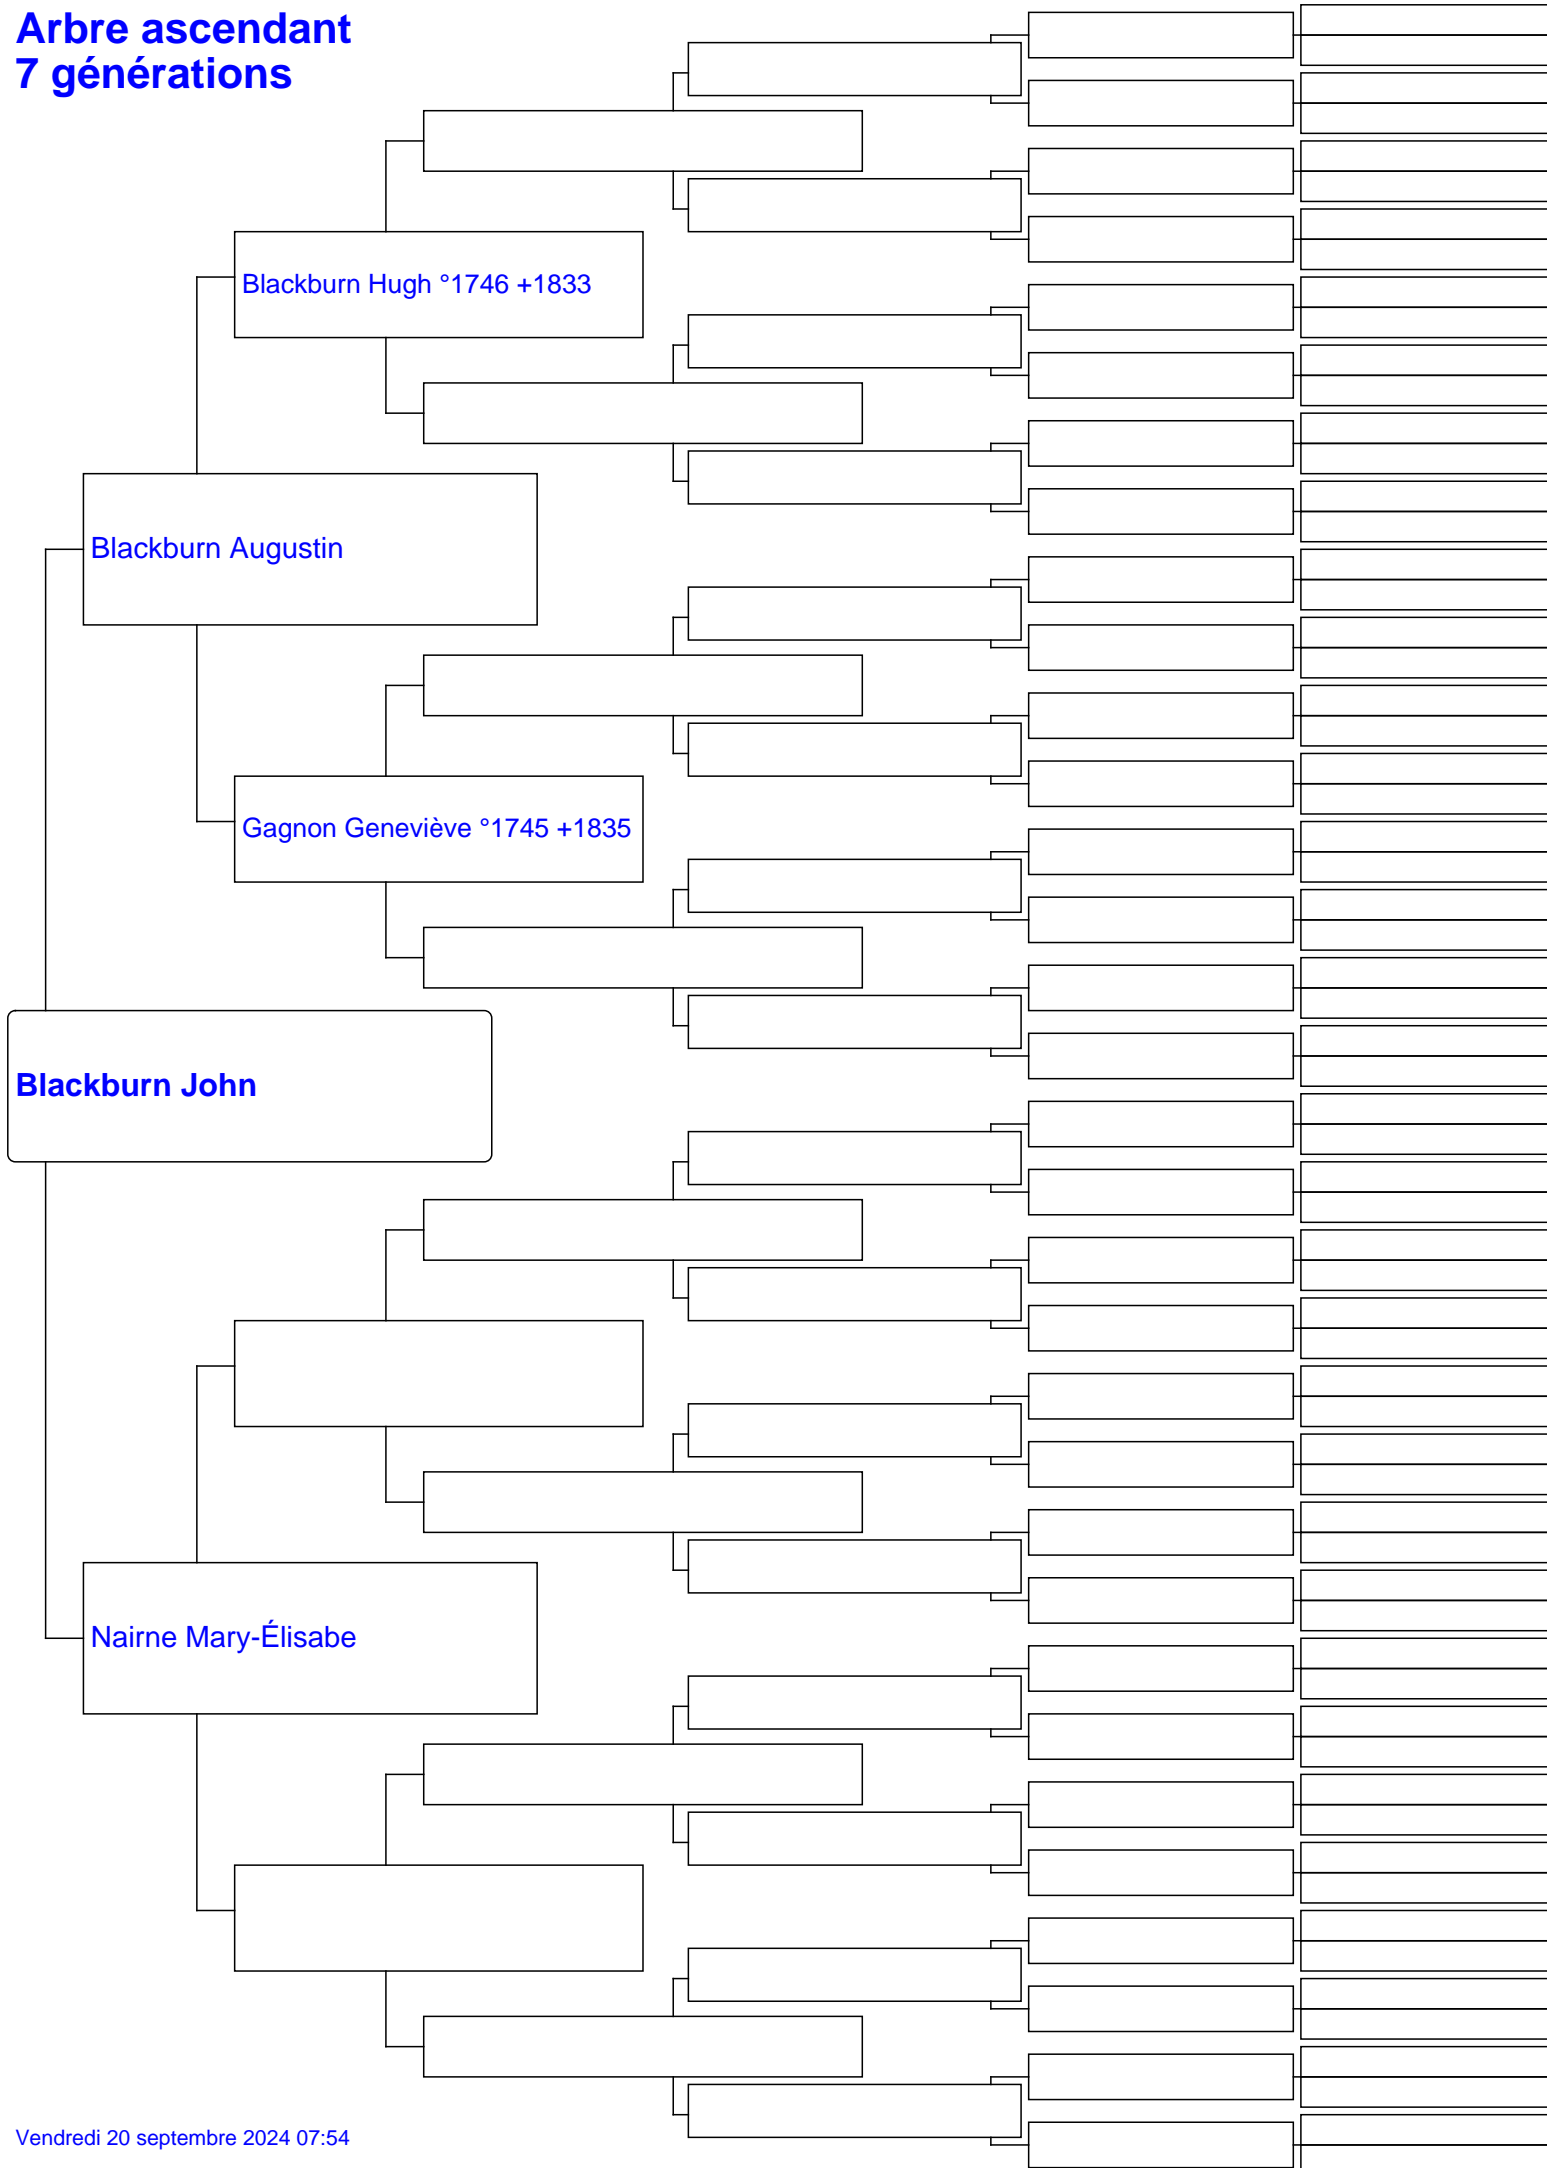 Arbre ascendant
7 générations
Blackburn Hugh °1746 +1833
Blackburn Augustin
Gagnon Geneviève °1745 +1835
Blackburn John
Nairne Mary-Élisabe
Vendredi 20 septembre 2024 07:54